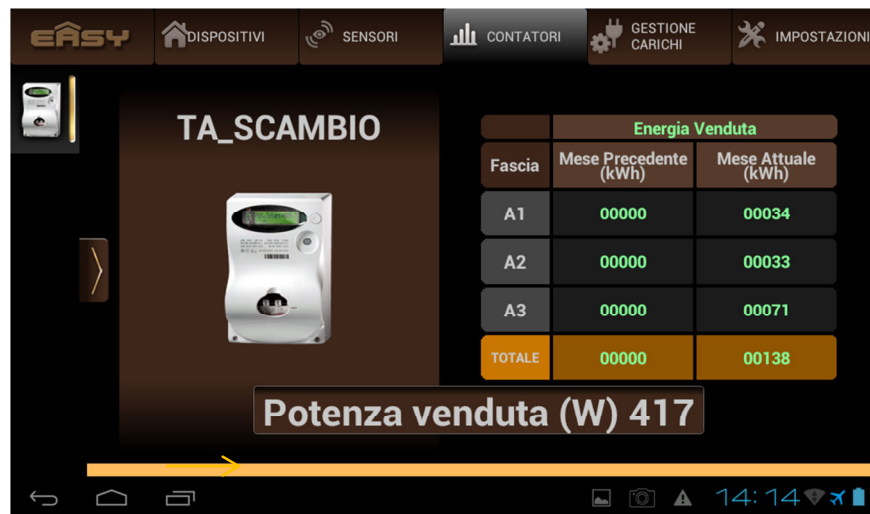 EÂSY
DISPOSITIVI
SENSORI
CONTATORI
GESTIONE
CARICHI
IMPOSTAZIONI
TA_SCAMBIO
Energia Venduta
Fascia
Mese Precedente
(kWh)
Mese Attuale
(kWh)
A1 00000 00034
A2 00000 00033
A3 00000 00071
TOTALE 00000 00138
Potenza venduta (W) 417
14:14